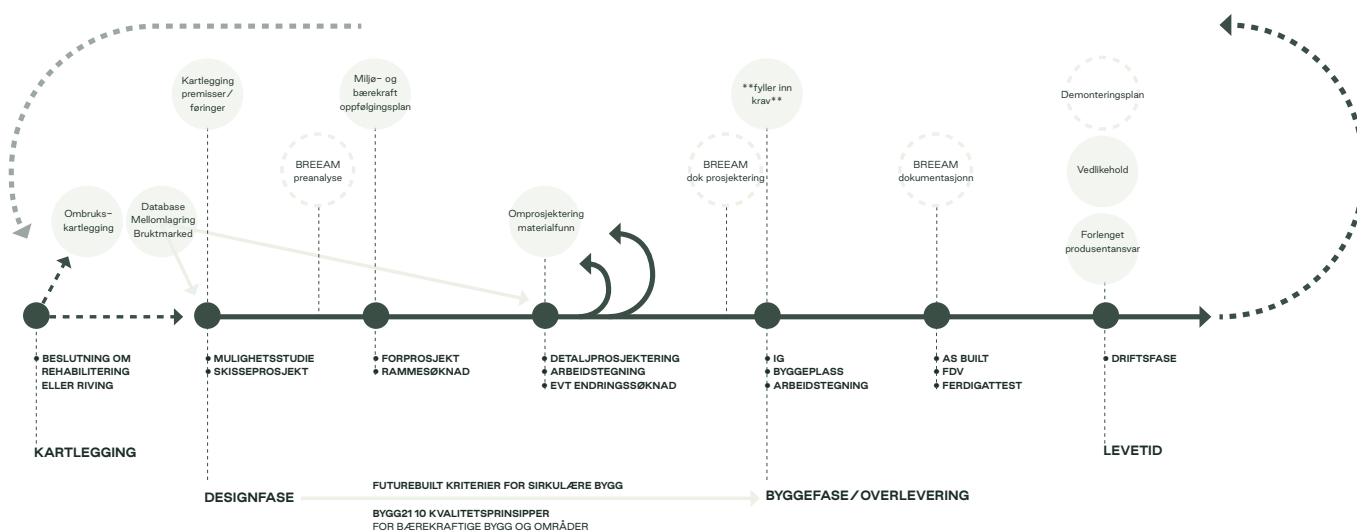 Kartlegging
premisser/
føringer
Miljø- og
bærekraft
oppfølgingsplan
**fyller inn
krav**
Demonteringsplan
BREEAM
preanalyse
BREEAM
dok prosjektering
BREEAM
dokumentasjonn
Vedlikehold
Ombruks-
kartlegging
Database
Mellomlagring
Bruktmarked
Omprosjektering
materialfunn
Forlenget
produsentansvar
• BESLUTNING OM
REHABILITERING
ELLER RIVING
• MULIGHETSSTUDIE
• SKISSEPROSJEKT
• FORPROSJEKT
• RAMMESØKNAD
• DETALJPROSJEKTERING
• ARBEIDSTEGNING
• EVT ENDRINGSSØKNAD
• IG
• BYGGEPLASS
• ARBEIDSTEGNING
• AS BUILT
• FDV
• FERDIGATTEST
• DRIFTSFASE
KARTLEGGING
LEVETID
DESIGNFASE
FUTUREBUILT KRITERIER FOR SIRKULÆRE BYGG
BYGG21 10 KVALITETSPRINSIPPER
FOR BÆREKRAFTIGE BYGG OG OMRÅDER
BYGGEFASE/OVERLEVERING